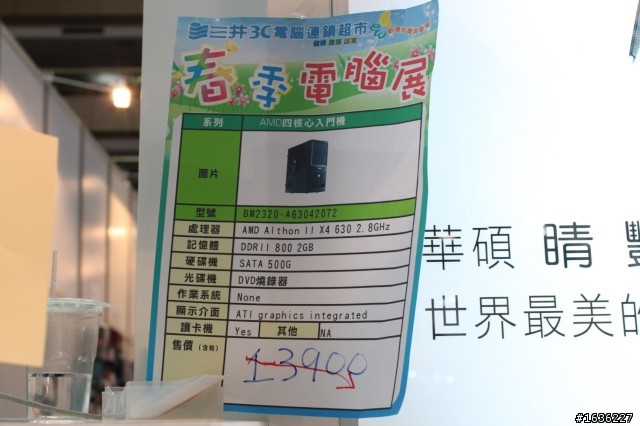 三井3C電腦連鎖超市
春季電腦展
系列 AMD四核心入門機
圖片
型號 BM2320-A63042072
處理器 AMD Althon II X4 630 2.8GHz
記憶體 DDRII 800 2GB
硬碟機 SATA 500G
光碟機 DVD燒錄器
作業系統 None
顯示介面 ATI graphics integrated
讀卡機 Yes 其他 NA
售價(含稅) 13900
華碩 晴
世界最美的
#1636227